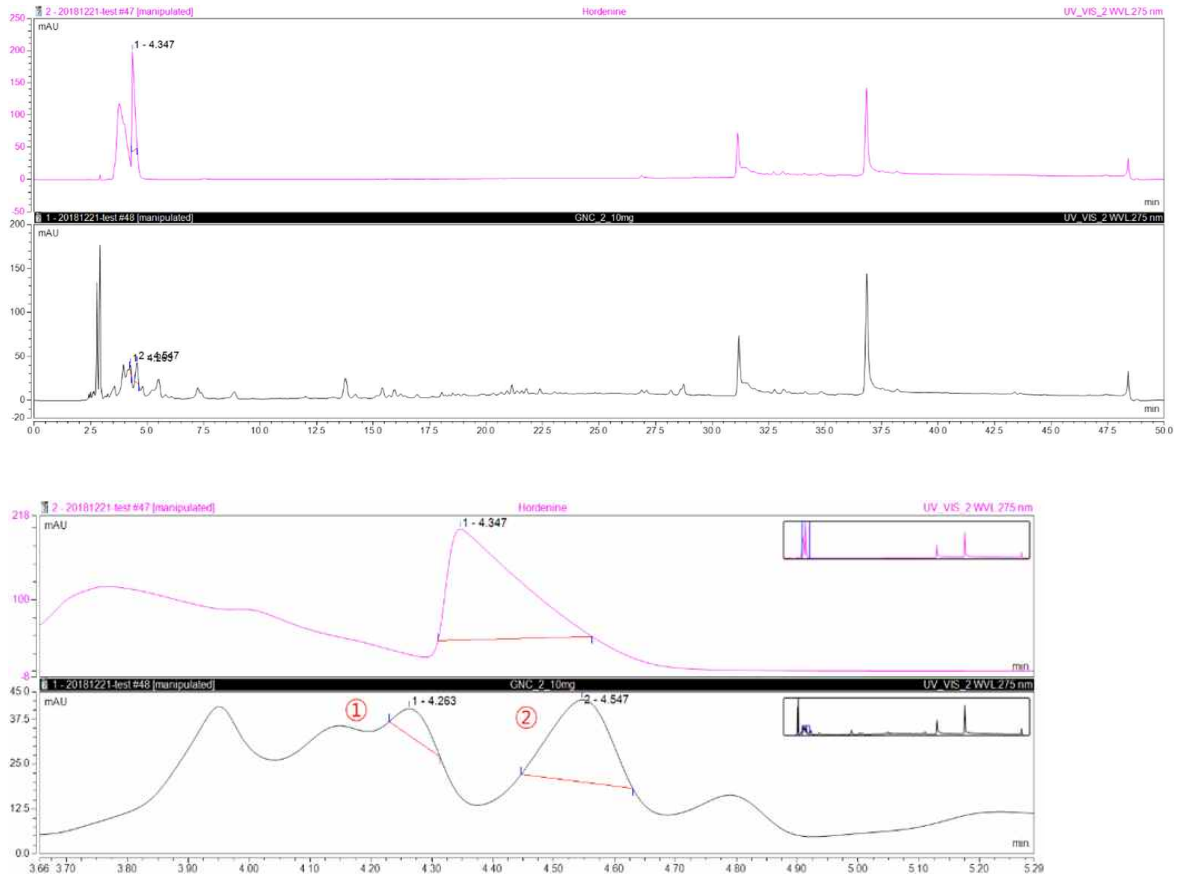 2 - 20181221-test #47 [manipulated] Hordenine UV_VIS_2 WVL:275 nm
250
mAU
1 - 4.347
200
150
100
50
0
-50
min
1 - 20181221-test #48 [manipulated] GNC_2_10mg UV_VIS_2 WVL:275 nm
200
mAU
150
100
50
0
-20
min
0.0 2.5 5.0 7.5 10.0 12.5 15.0 17.5 20.0 22.5 25.0 27.5 30.0 32.5 35.0 37.5 40.0 42.5 45.0 47.5 50.0
2 - 20181221-test #47 [manipulated] Hordenine UV_VIS_2 WVL:275 nm
218
mAU
1 - 4.347
100
-8
min
1 - 20181221-test #48 [manipulated] GNC_2_10mg UV_VIS_2 WVL:275 nm
45.0
mAU
① 1 - 4.263
② 2 - 4.547
37.5
25.0
12.5
0.0
min
3.66 3.70 3.80 3.90 4.00 4.10 4.20 4.30 4.40 4.50 4.60 4.70 4.80 4.90 5.00 5.10 5.20 5.29